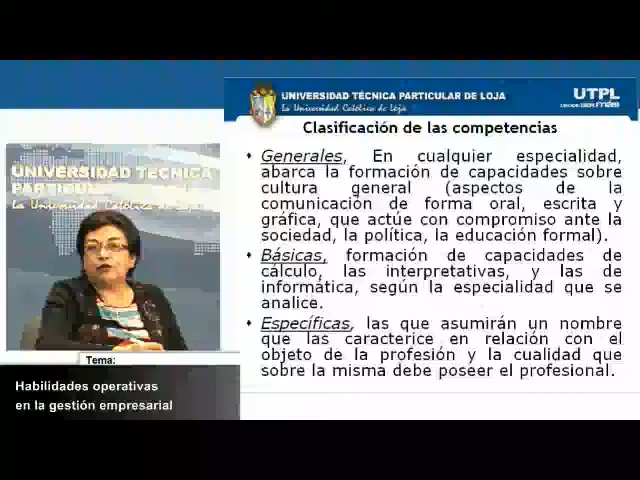 UNIVERSIDAD TÉCNICA PARTICULAR DE LOJA
La Universidad Católica de Loja
UTPL
DECIDE SER MÁS
Clasificación de las competencias
• Generales, En cualquier especialidad,
abarca la formación de capacidades sobre
cultura general (aspectos de la
comunicación de forma oral, escrita y
gráfica, que actúe con compromiso ante la
sociedad, la política, la educación formal).
• Básicas, formación de capacidades de
cálculo, las interpretativas, y las de
informática, según la especialidad que se
analice.
• Específicas, las que asumirán un nombre
que las caracterice en relación con el
objeto de la profesión y la cualidad que
sobre la misma debe poseer el profesional.
UNIVERSIDAD TÉCNICA
PARTICULAR
La Universidad Católica
Tema:
Habilidades operativas
en la gestión empresarial